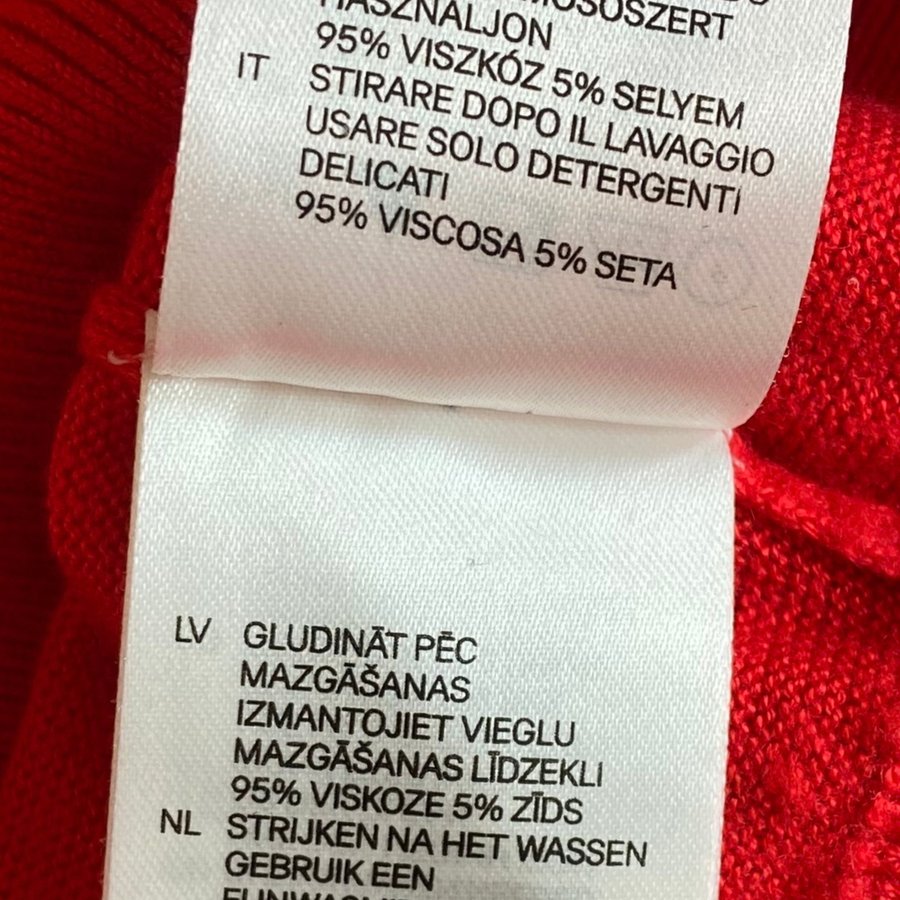 MOSÓSZERT
HASZNÁLJON
95% VISZKÓZ 5% SELYEM
IT STIRARE DOPO IL LAVAGGIO
USARE SOLO DETERGENTI
DELICATI
95% VISCOSA 5% SETA
LV GLUDINĀT PĒC
MAZGĀŠANAS
IZMANTOJIET VIEGLU
MAZGĀŠANAS LĪDZEKLI
95% VISKOZE 5% ZĪDS
NL STRIJKEN NA HET WASSEN
GEBRUIK EEN